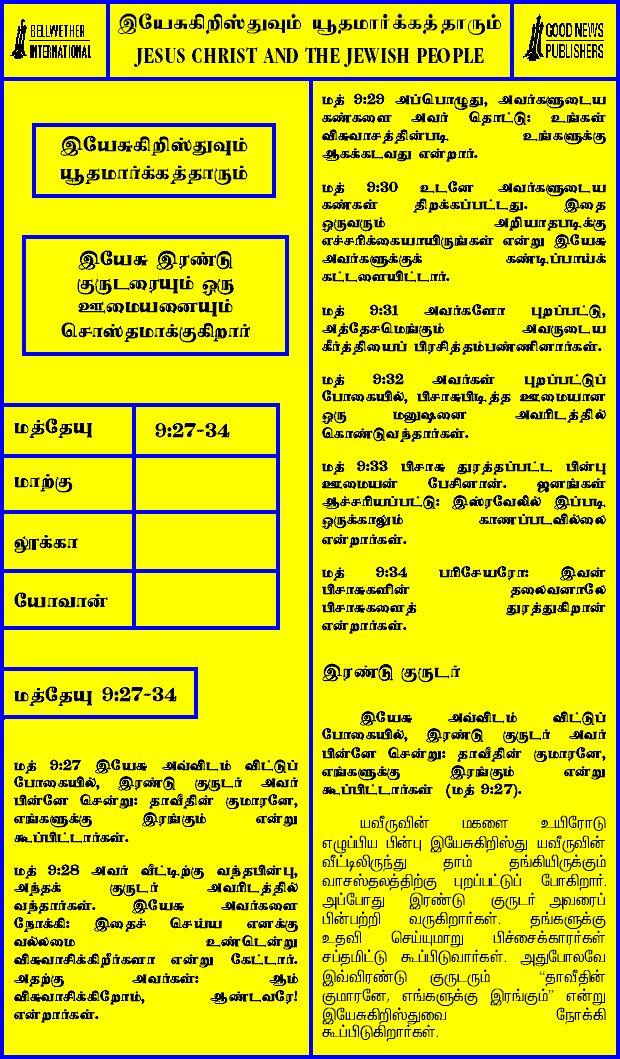 BELLWETHER
INTERNATIONAL
இயேசுகிறிஸ்துவும் யூதமார்க்கத்தாரும்
JESUS CHRIST AND THE JEWISH PEOPLE
GOOD NEWS
PUBLISHERS
இயேசுகிறிஸ்துவும்
யூதமார்க்கத்தாரும்
இயேசு இரண்டு
குருடரையும் ஒரு
ஊமையனையும்
சொஸ்தமாக்குகிறார்
மத்தேயு 9:27-34
மாற்கு
லூக்கா
யோவான்
மத்தேயு 9:27-34
மத் 9:27 இயேசு அவ்விடம் விட்டுப்
போகையில், இரண்டு குருடர் அவர்
பின்னே சென்று: தாவீதின் குமாரனே,
எங்களுக்கு இரங்கும் என்று
கூப்பிட்டார்கள்.
மத் 9:28 அவர் வீட்டிற்கு வந்தபின்பு,
அந்தக் குருடர் அவரிடத்தில்
வந்தார்கள். இயேசு அவர்களை
நோக்கி: இதைச் செய்ய எனக்கு
வல்லமை உண்டென்று
விசுவாசிக்கிறீர்களா என்று கேட்டார்.
அதற்கு அவர்கள்: ஆம்
விசுவாசிக்கிறோம், ஆண்டவரே!
என்றார்கள்.
மத் 9:29 அப்பொழுது, அவர்களுடைய
கண்களை அவர் தொட்டு: உங்கள்
விசுவாசத்தின்படி உங்களுக்கு
ஆகக்கடவது என்றார்.
மத் 9:30 உடனே அவர்களுடைய
கண்கள் திறக்கப்பட்டது. இதை
ஒருவரும் அறியாதபடிக்கு
எச்சரிக்கையாயிருங்கள் என்று இயேசு
அவர்களுக்குக் கண்டிப்பாய்க்
கட்டளையிட்டார்.
மத் 9:31 அவர்களோ புறப்பட்டு,
அத்தேசமெங்கும் அவருடைய
கீர்த்தியைப் பிரசித்தம்பண்ணினார்கள்.
மத் 9:32 அவர்கள் புறப்பட்டுப்
போகையில், பிசாசுபிடித்த ஊமையான
ஒரு மனுஷனை அவரிடத்தில்
கொண்டுவந்தார்கள்.
மத் 9:33 பிசாசு துரத்தப்பட்ட பின்பு
ஊமையன் பேசினான். ஜனங்கள்
ஆச்சரியப்பட்டு: இஸ்ரவேலில் இப்படி
ஒருக்காலும் காணப்படவில்லை
என்றார்கள்.
மத் 9:34 பரிசேயரோ: இவன்
பிசாசுகளின் தலைவனாலே
பிசாசுகளைத் துரத்துகிறான்
என்றார்கள்.
இரண்டு குருடர்
இயேசு அவ்விடம் விட்டுப்
போகையில், இரண்டு குருடர் அவர்
பின்னே சென்று: தாவீதின் குமாரனே,
எங்களுக்கு இரங்கும் என்று
கூப்பிட்டார்கள் (மத் 9:27).
யவீருவின் மகளை உயிரோடு
எழுப்பிய பின்பு இயேசுகிறிஸ்து யவீருவின்
வீட்டிலிருந்து தாம் தங்கியிருக்கும்
வாசஸ்தலத்திற்கு புறப்பட்டுப் போகிறார்.
அப்போது இரண்டு குருடர் அவரைப்
பின்பற்றி வருகிறார்கள். தங்களுக்கு
உதவி செய்யுமாறு பிச்சைக்காரர்கள்
சப்தமிட்டு கூப்பிடுவார்கள். அதுபோலவே
இவ்விரண்டு குருடரும் “தாவீதின்
குமாரனே, எங்களுக்கு இரங்கும்” என்று
இயேசுகிறிஸ்துவை நோக்கி
கூப்பிடுகிறார்கள்.